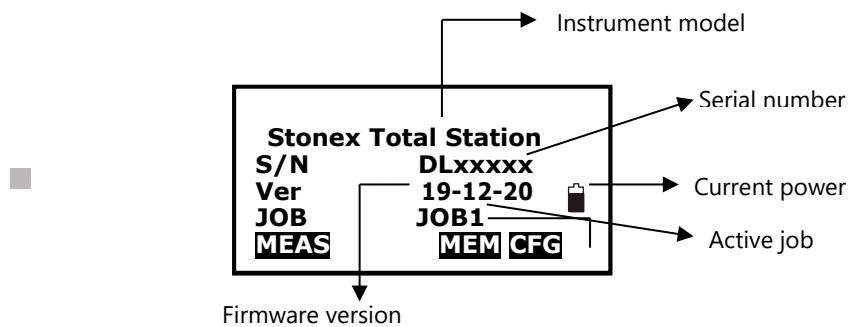 Instrument model
Serial number
Stonex Total Station
S/N DLxxxxx
Ver 19-12-20
Current power
JOB JOB1
Active job
MEAS MEM CFG
Firmware version